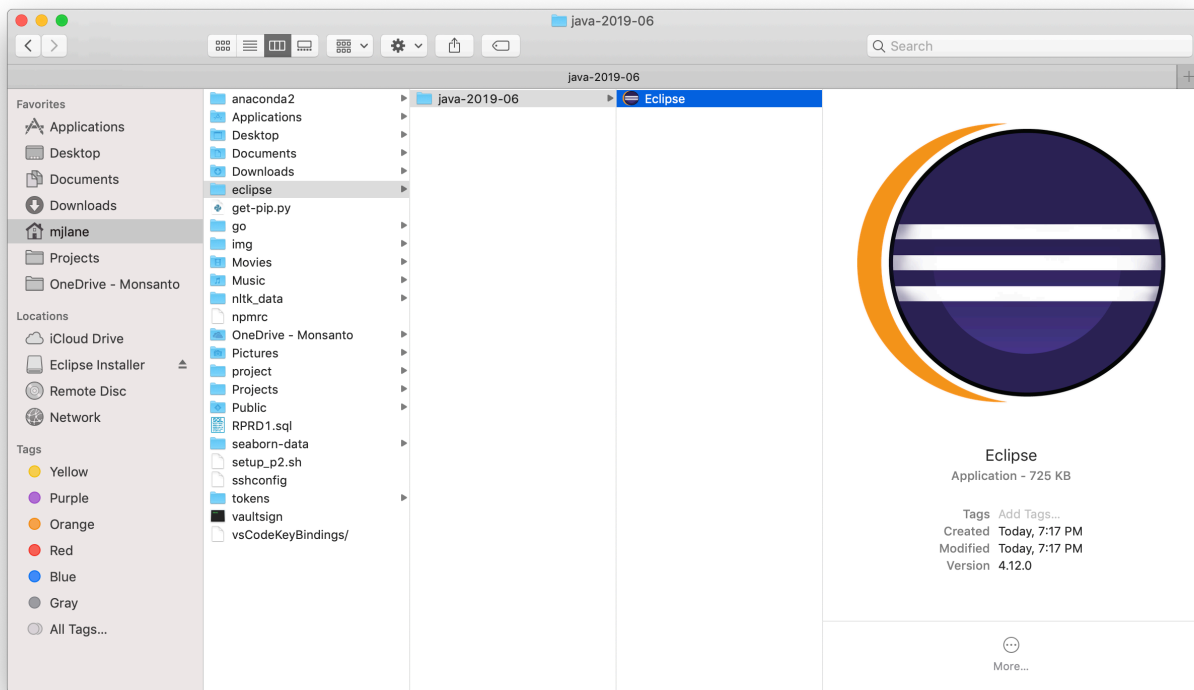 java-2019-06
Search
java-2019-06
Favorites
Applications
Desktop
Documents
Downloads
mjlane
Projects
OneDrive - Monsanto
Locations
iCloud Drive
Eclipse Installer
Remote Disc
Network
Tags
Yellow
Purple
Orange
Red
Blue
Gray
All Tags...
anaconda2
Applications
Desktop
Documents
Downloads
eclipse
get-pip.py
go
img
Movies
Music
nltk_data
npmrc
OneDrive - Monsanto
Pictures
project
Projects
Public
RPRD1.sql
seaborn-data
setup_p2.sh
sshconfig
tokens
vaultsign
vsCodeKeyBindings/
java-2019-06
Eclipse
Eclipse
Application - 725 KB
Tags Add Tags...
Created Today, 7:17 PM
Modified Today, 7:17 PM
Version 4.12.0
More...